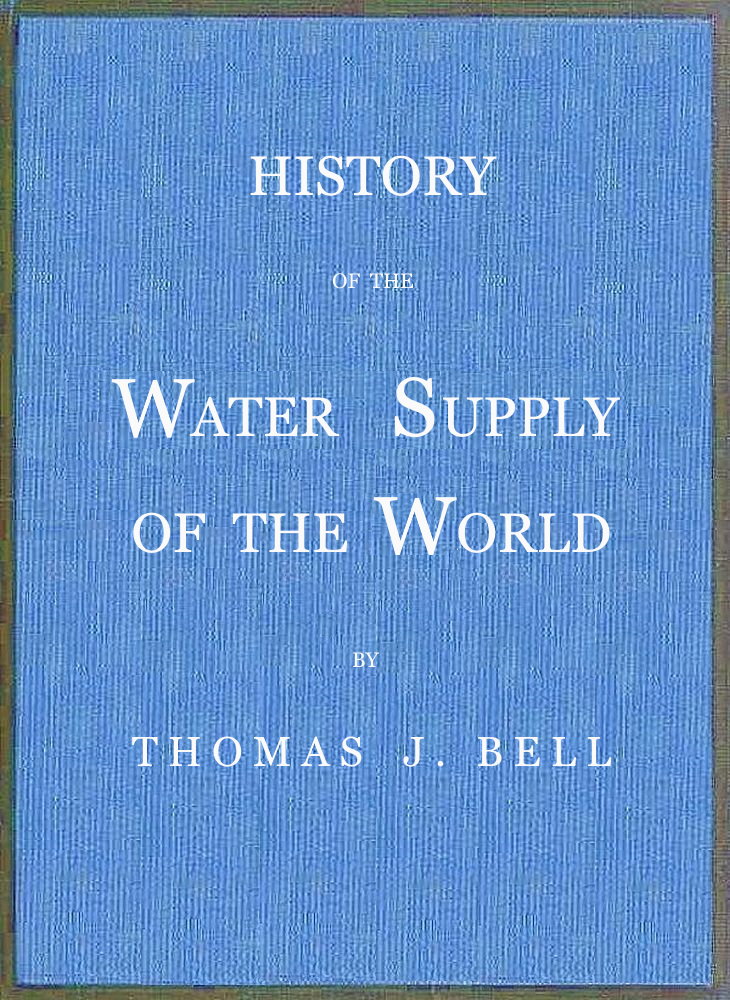 HISTORY
OF THE
WATER SUPPLY
OF THE WORLD
BY
THOMAS J. BELL